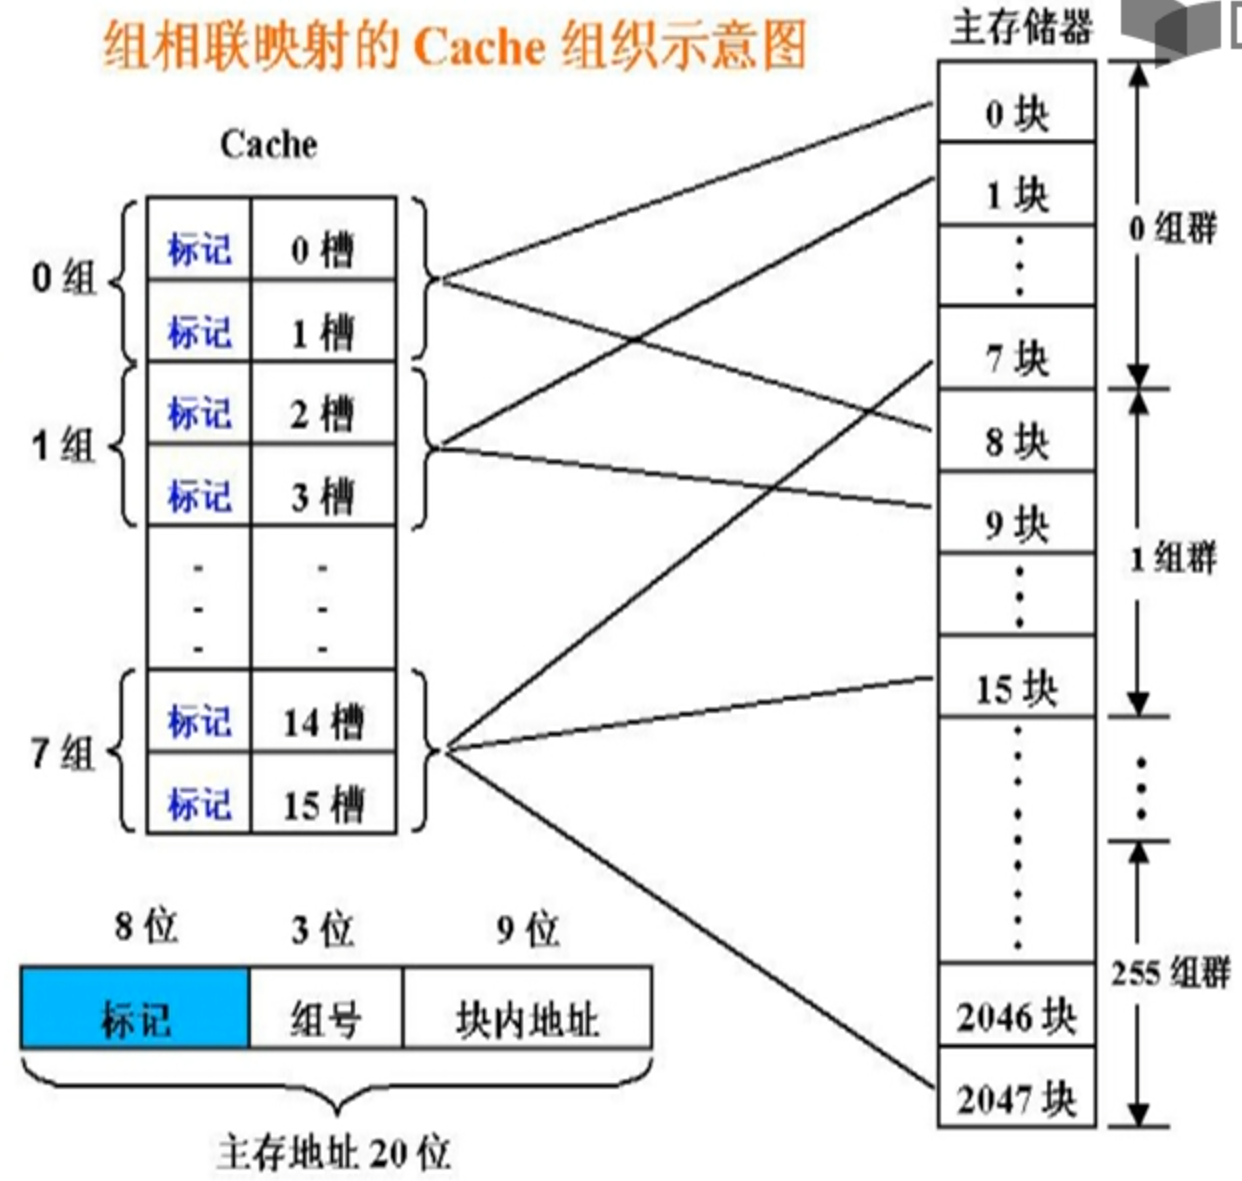 组相联映射的 Cache 组织示意图
主存储器
Cache
0 组
标记
0 槽
标记
1 槽
1 组
标记
2 槽
标记
3 槽
7 组
标记
14 槽
标记
15 槽
0 块
1 块
7 块
0 组群
8 块
9 块
15 块
1 组群
2046 块
2047 块
255 组群
8 位
3 位
9 位
标记
组号
块内地址
主存地址 20 位